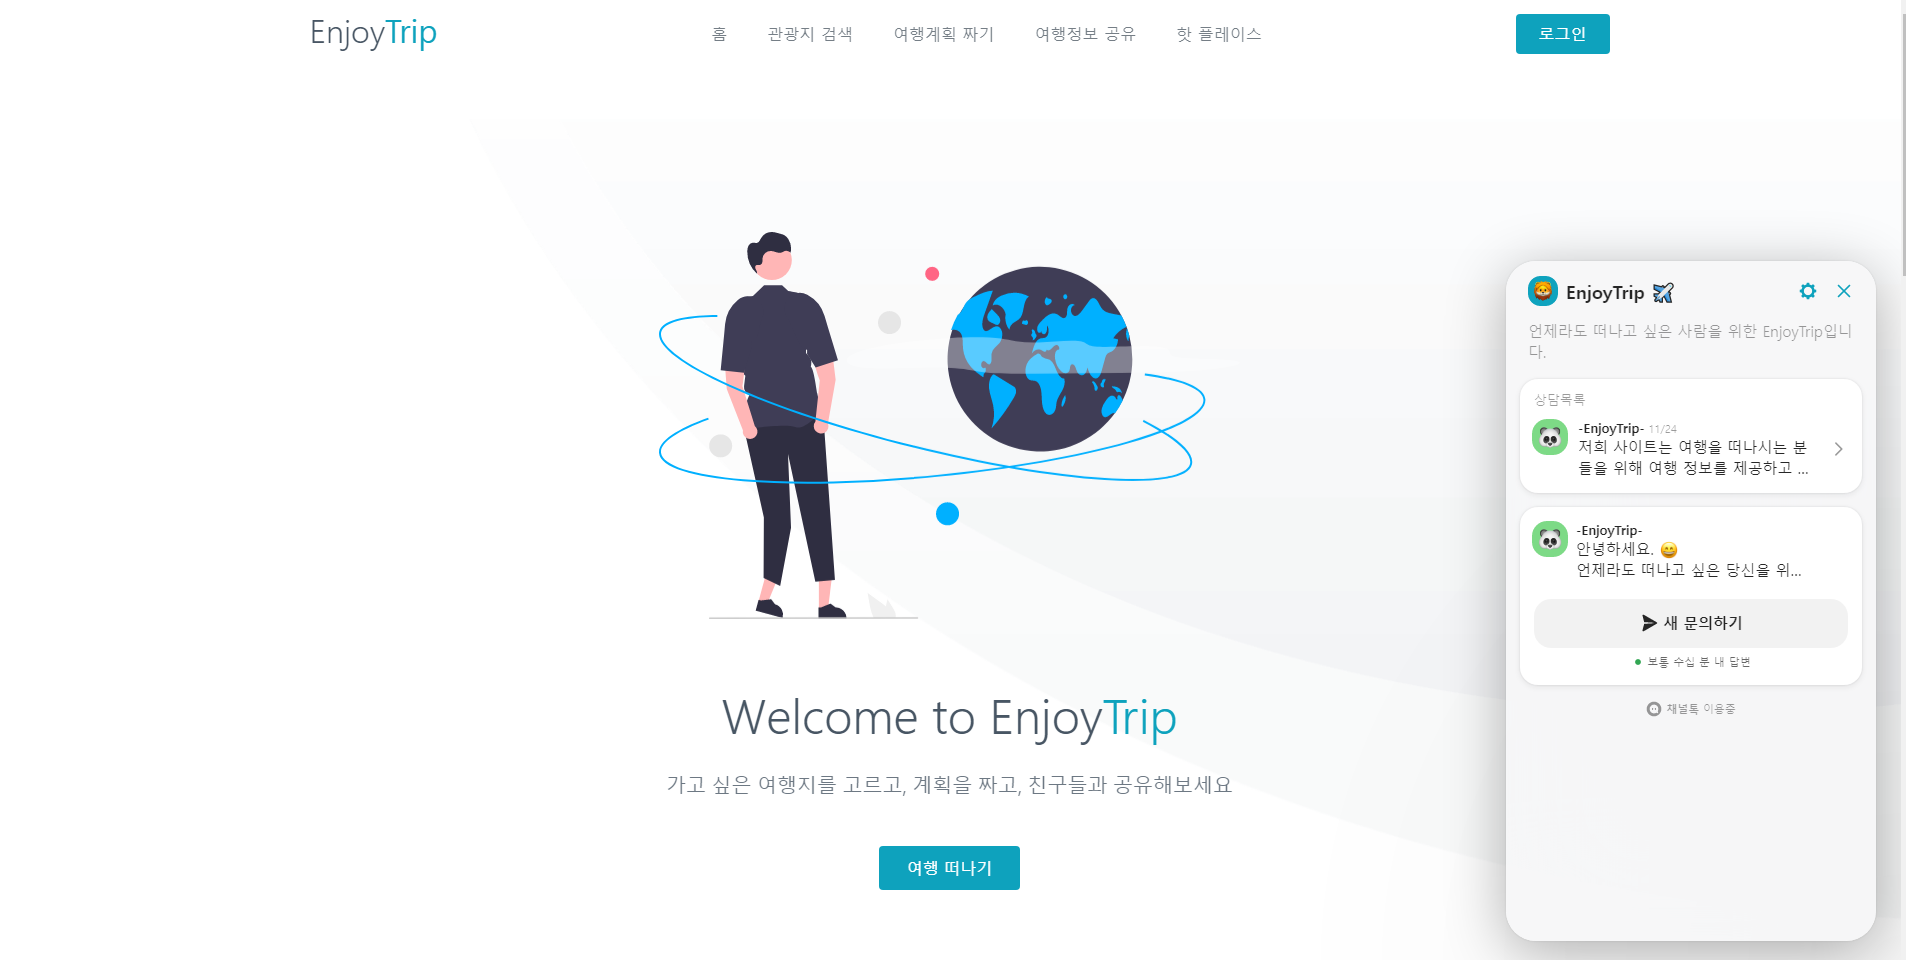 EnjoyTrip
홈
관광지 검색
여행계획 짜기
여행정보 공유
핫 플레이스
로그인
EnjoyTrip ✈️
언제라도 떠나고 싶은 사람을 위한 EnjoyTrip입니
다.
상담목록
-EnjoyTrip- 11/24
저희 사이트는 여행을 떠나시는 분
들을 위해 여행 정보를 제공하고 ...
-EnjoyTrip-
안녕하세요. 😄
언제라도 떠나고 싶은 당신을 위...
새 문의하기
보통 수십 분 내 답변
채널톡 이용중
Welcome to EnjoyTrip
가고 싶은 여행지를 고르고, 계획을 짜고, 친구들과 공유해보세요
여행 떠나기